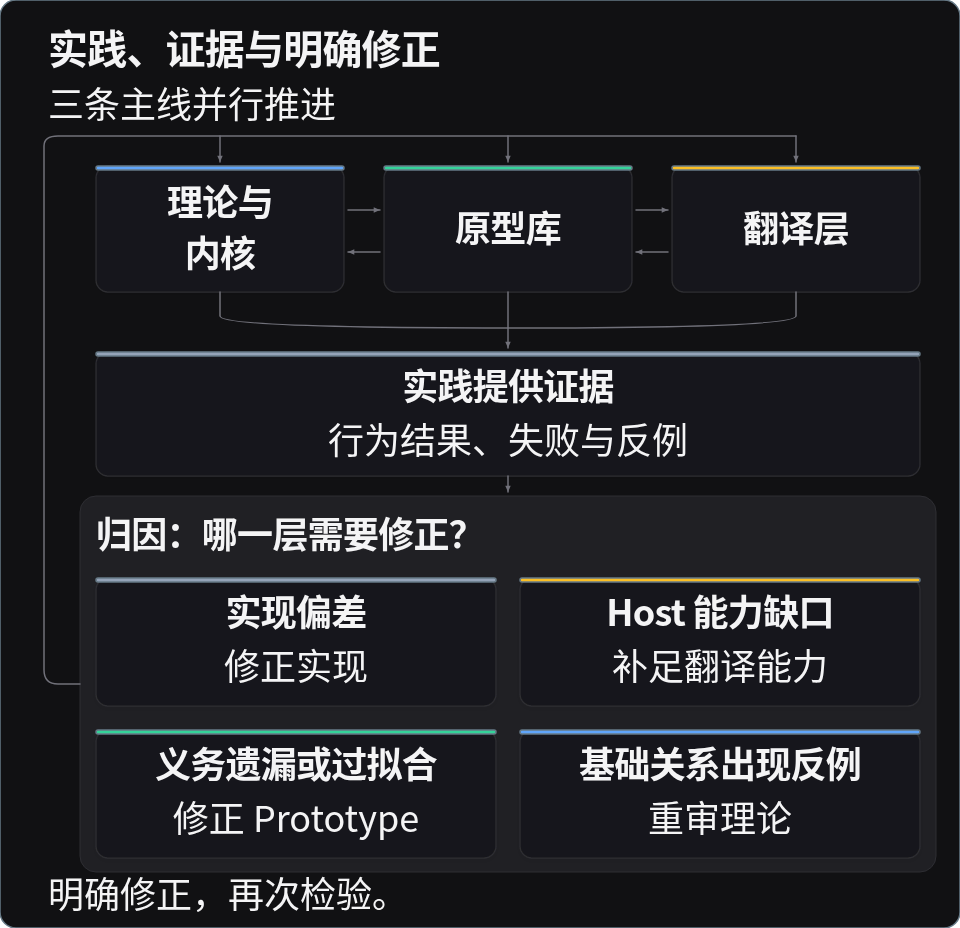 实践、证据与明确修正
三条主线并行推进
理论与
内核
原型库
翻译层
实践提供证据
行为结果、失败与反例
归因：哪一层需要修正？
实现偏差
修正实现
Host 能力缺口
补足翻译能力
义务遗漏或过拟合
修正 Prototype
基础关系出现反例
重审理论
明确修正，再次检验。